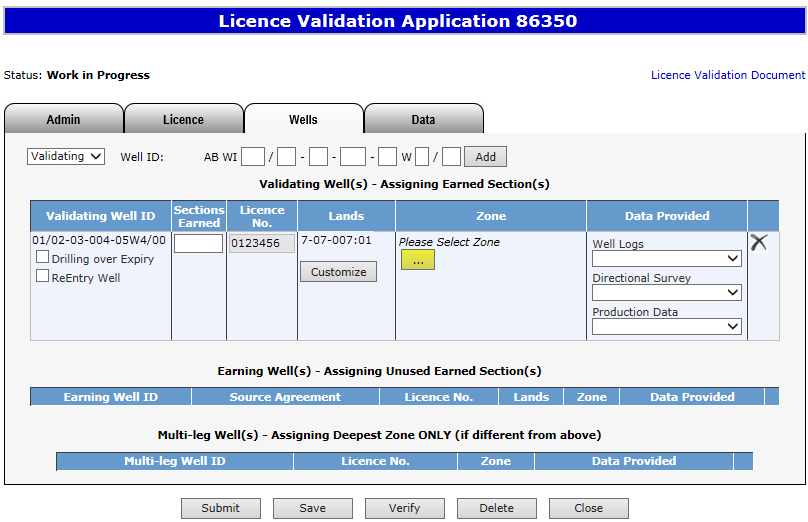 Licence Validation Application 86350
Status: Work in Progress
Licence Validation Document
Admin Licence Wells Data
Validating Well ID: AB WI / - - - W / Add
Validating Well(s) - Assigning Earned Section(s)
Validating Well ID Sections Earned Licence No. Lands Zone Data Provided
01/02-03-004-05W4/00 0123456 7-07-007:01 Please Select Zone Well Logs
Drilling over Expiry Customize ...
ReEntry Well Directional Survey
Production Data
Earning Well(s) - Assigning Unused Earned Section(s)
Earning Well ID Source Agreement Licence No. Lands Zone Data Provided
Multi-leg Well(s) - Assigning Deepest Zone ONLY (if different from above)
Multi-leg Well ID Licence No. Zone Data Provided
Submit Save Verify Delete Close